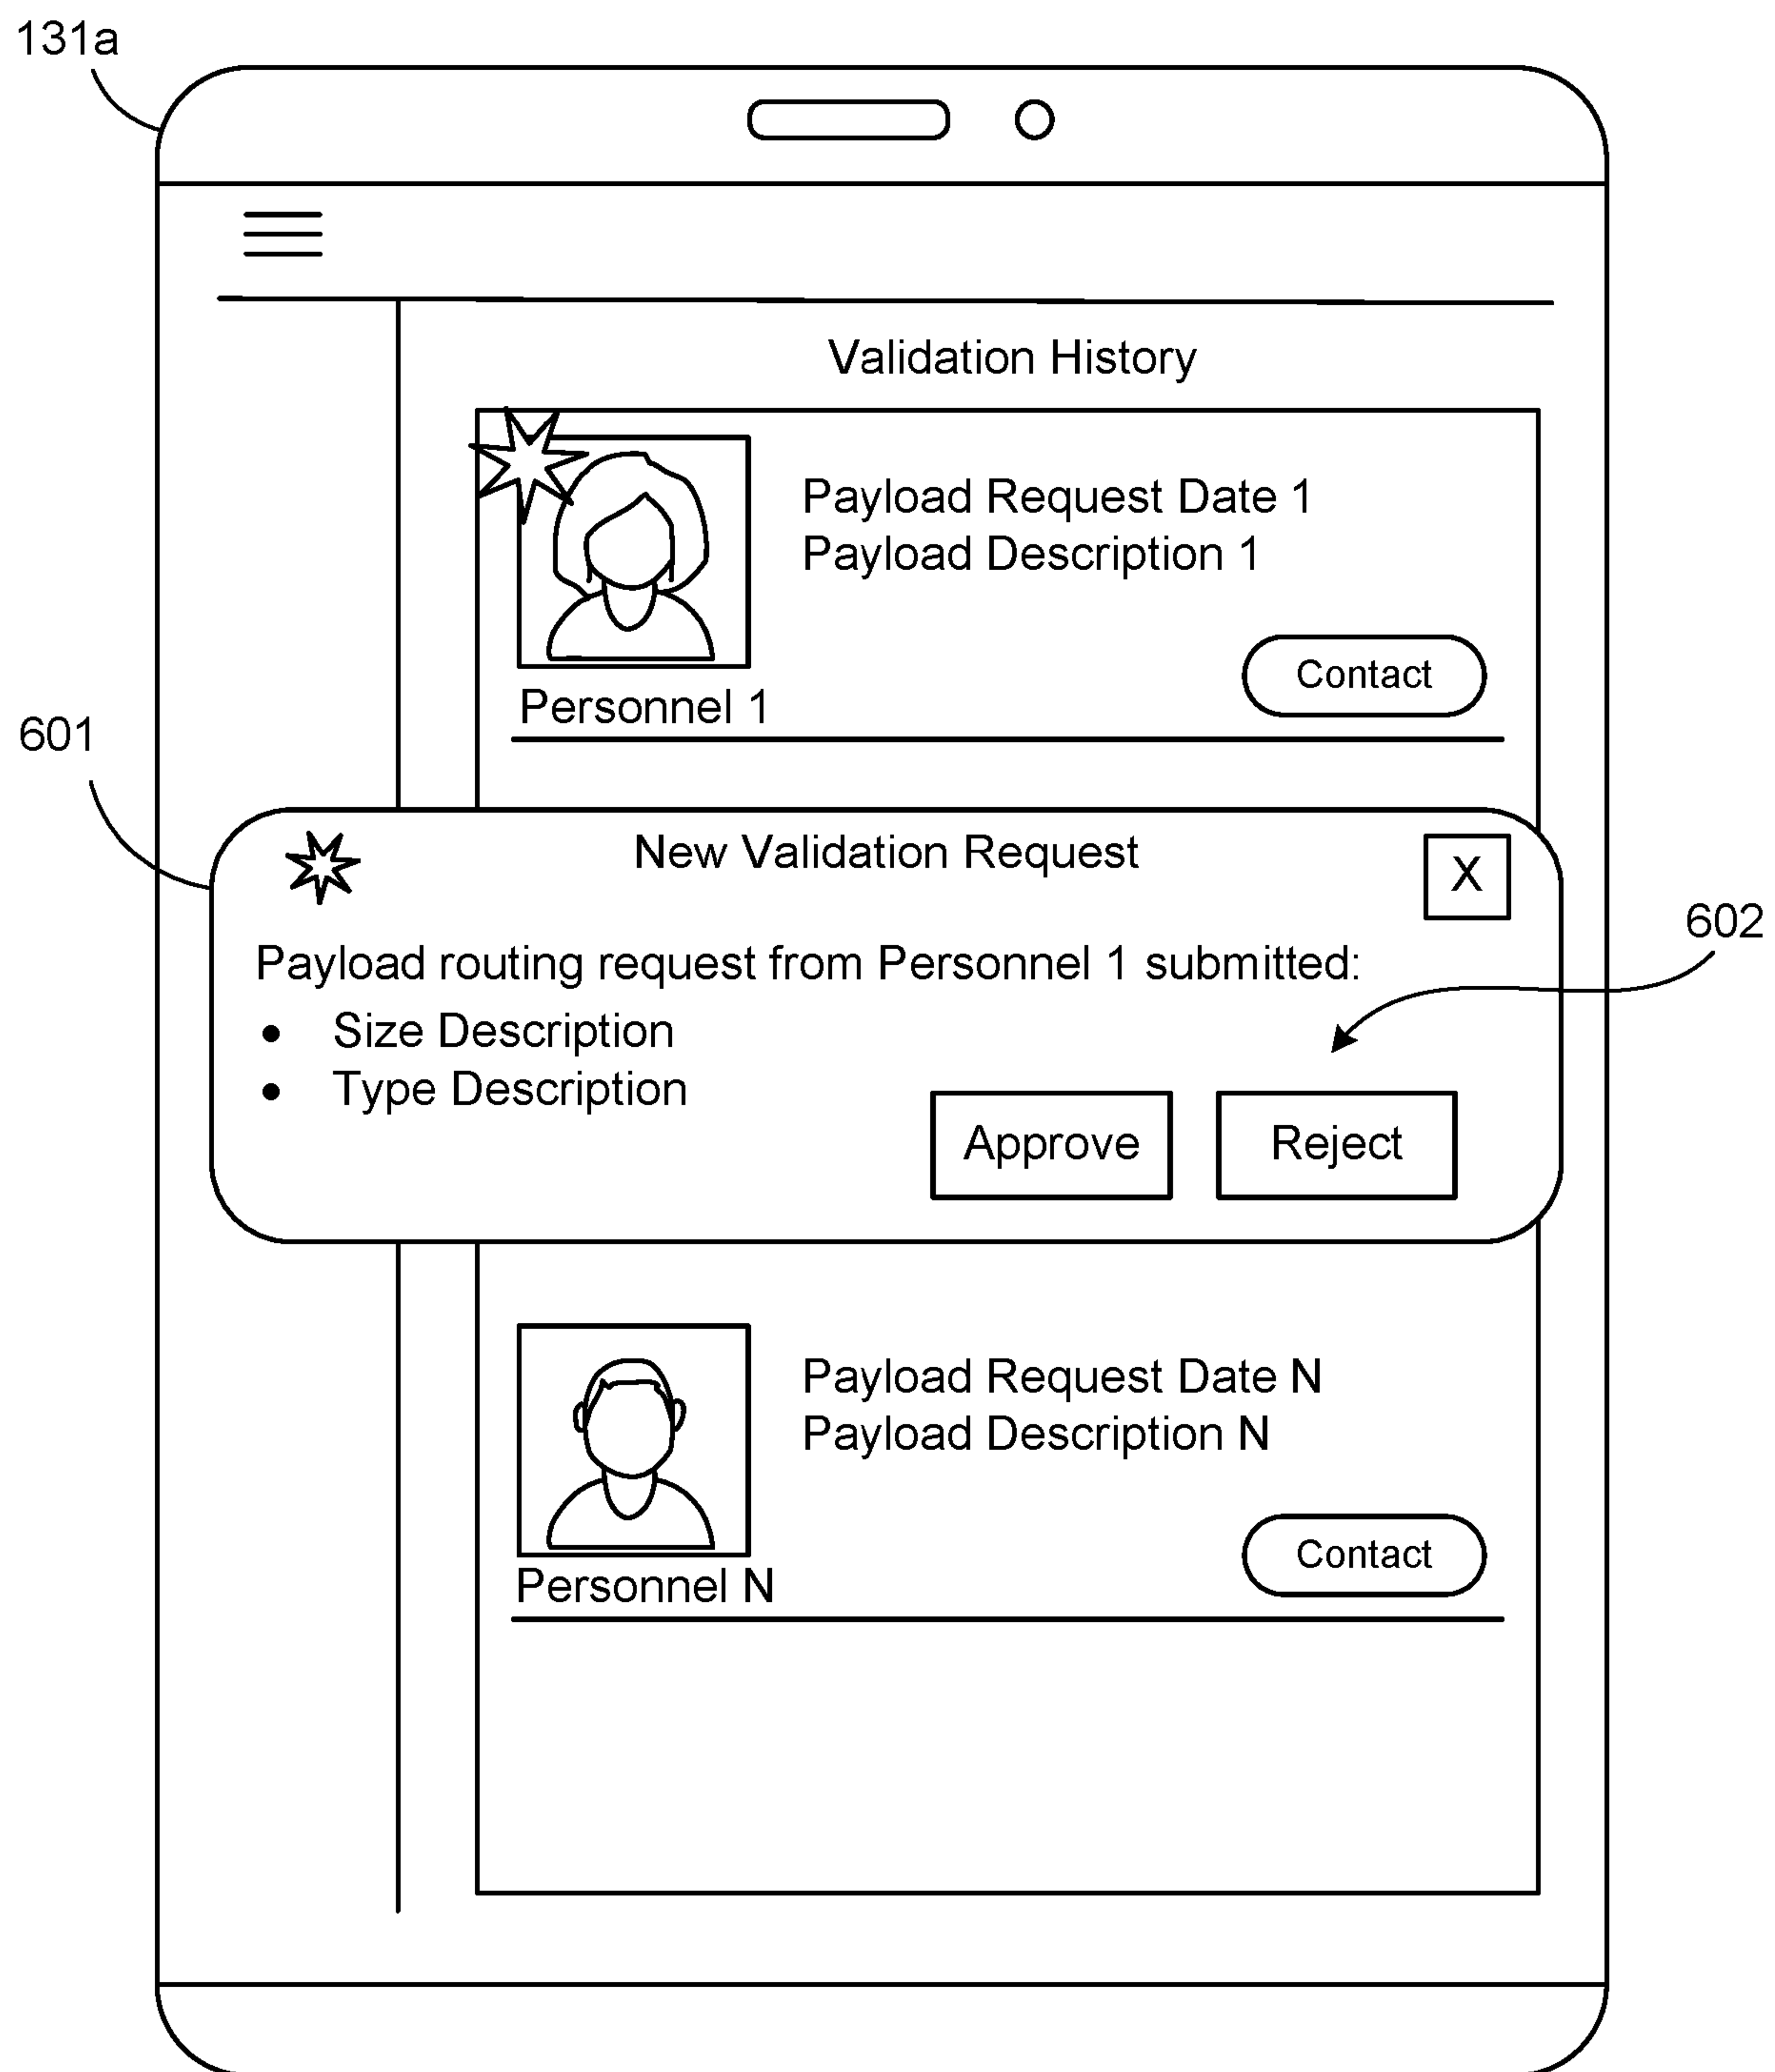 131a
Validation History
Payload Request Date 1
Payload Description 1
Contact
Personnel 1
601
New Validation Request
X
602
Payload routing request from Personnel 1 submitted:
• Size Description
• Type Description
Approve
Reject
Payload Request Date N
Payload Description N
Contact
Personnel N